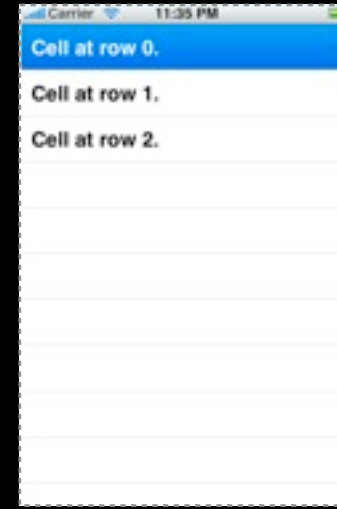 Carrier 11:35 PM
Cell at row 0.
Cell at row 1.
Cell at row 2.